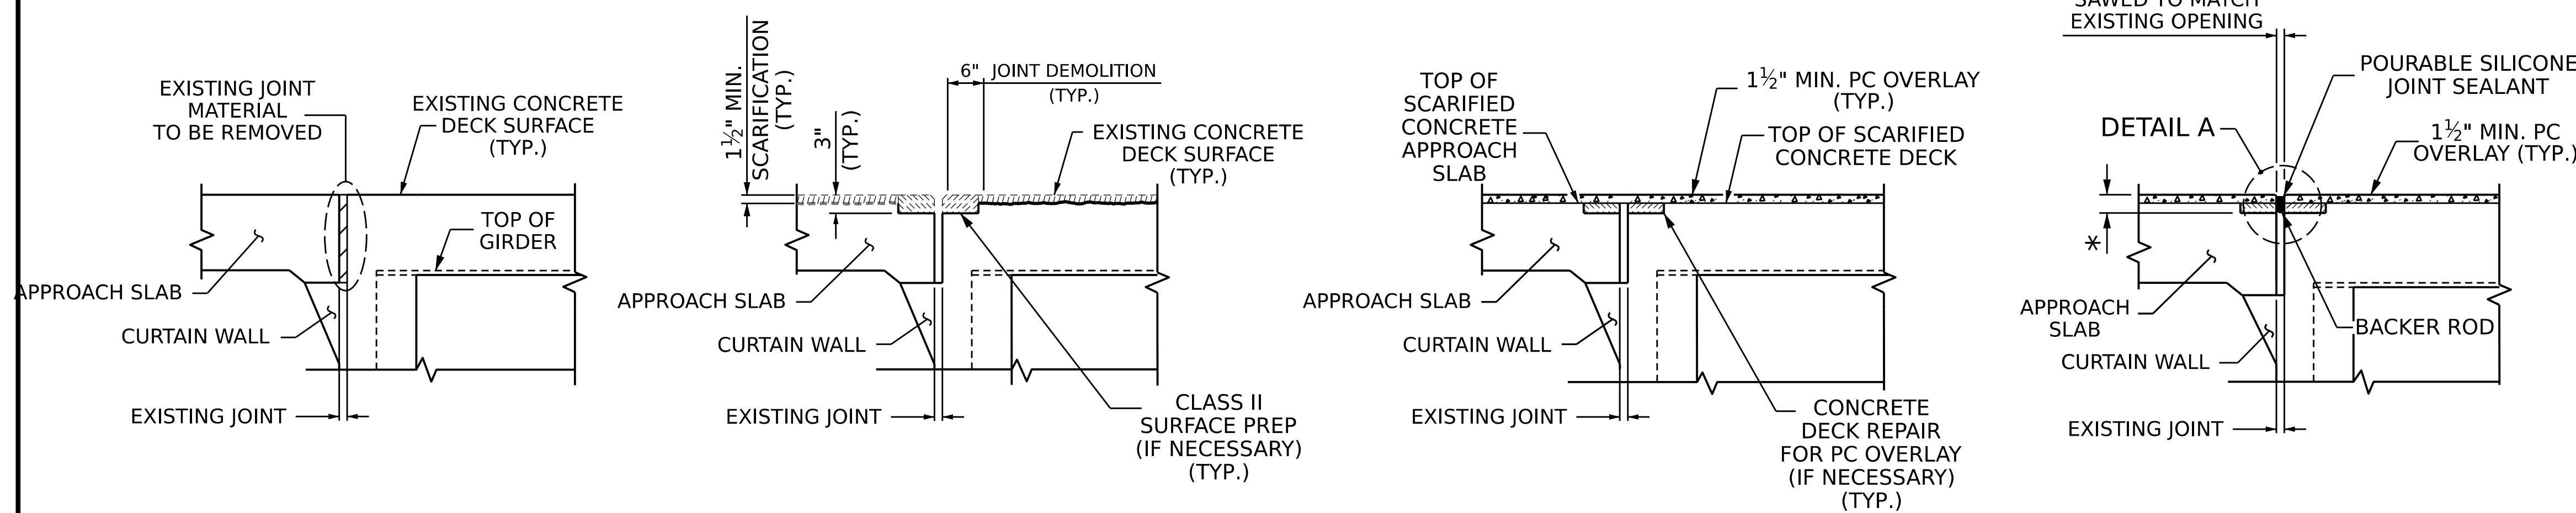 EXISTING JOINT
MATERIAL
TO BE REMOVED
EXISTING CONCRETE
DECK SURFACE
(TYP.)
TOP OF
GIRDER
APPROACH SLAB
CURTAIN WALL
EXISTING JOINT
1½" MIN.
SCARIFICATION
(TYP.)
3"
(TYP.)
6" JOINT DEMOLITION
(TYP.)
EXISTING CONCRETE
DECK SURFACE
(TYP.)
APPROACH SLAB
CURTAIN WALL
EXISTING JOINT
CLASS II
SURFACE PREP
(IF NECESSARY)
(TYP.)
TOP OF
SCARIFIED
CONCRETE
APPROACH
SLAB
1½" MIN. PC OVERLAY
(TYP.)
TOP OF SCARIFIED
CONCRETE DECK
APPROACH SLAB
CURTAIN WALL
EXISTING JOINT
CONCRETE
DECK REPAIR
FOR PC OVERLAY
(IF NECESSARY)
(TYP.)
SAWED TO MATCH
EXISTING OPENING
POURABLE SILICONE
JOINT SEALANT
DETAIL A
1½" MIN. PC
OVERLAY (TYP.)
*
APPROACH
SLAB
BACKER ROD
CURTAIN WALL
EXISTING JOINT